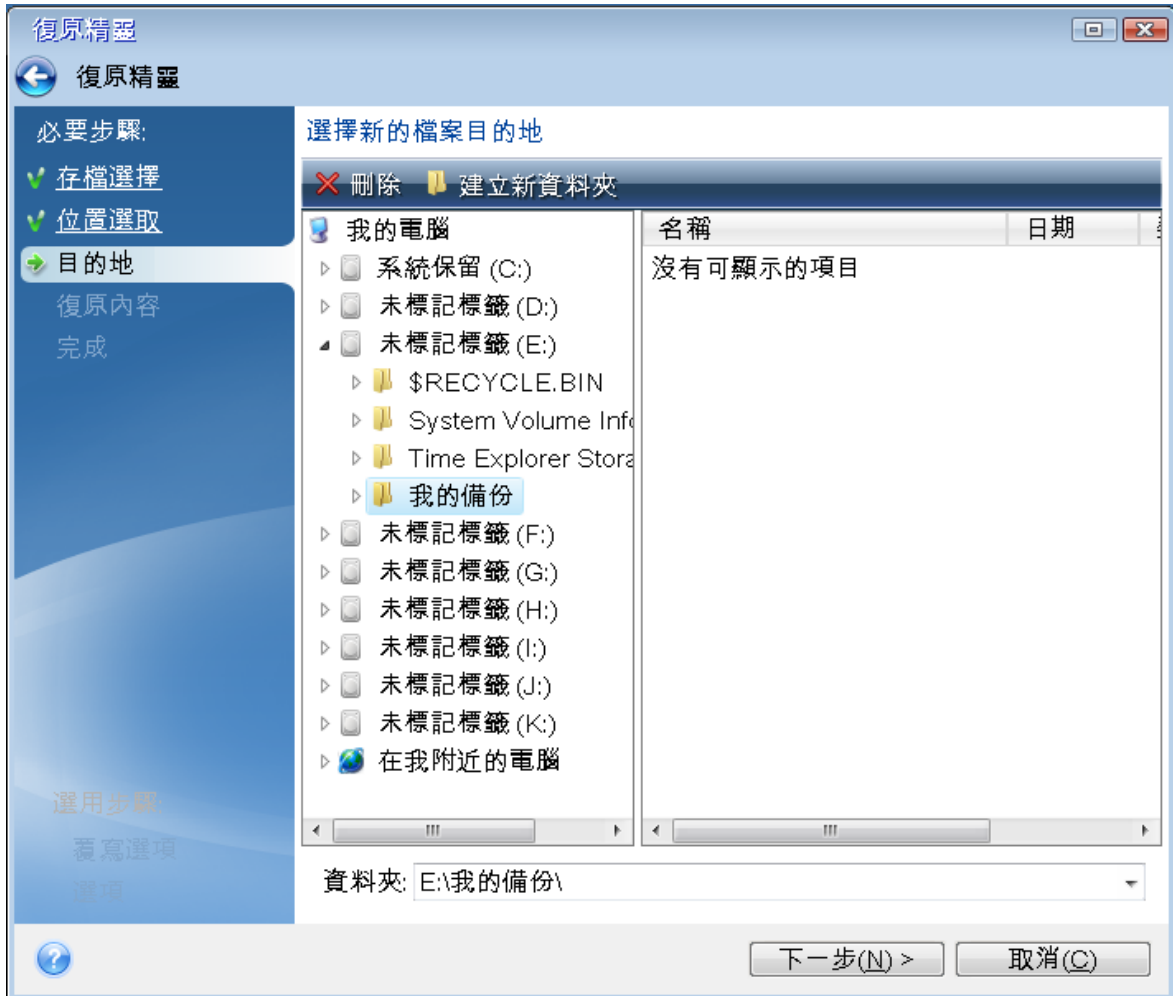 復原精靈
復原精靈
必要步驟:
存檔選擇
位置選取
目的地
復原內容
完成
選用步驟:
覆寫選項
選項
選擇新的檔案目的地
刪除 建立新資料夾
我的電腦
系統保留 (C:)
未標記標籤 (D:)
未標記標籤 (E:)
$RECYCLE.BIN
System Volume Info
Time Explorer Stora
我的備份
未標記標籤 (F:)
未標記標籤 (G:)
未標記標籤 (H:)
未標記標籤 (I:)
未標記標籤 (J:)
未標記標籤 (K:)
在我附近的電腦
名稱 日期
沒有可顯示的項目
資料夾: E:\我的備份\
下一步(N) > 取消(C)